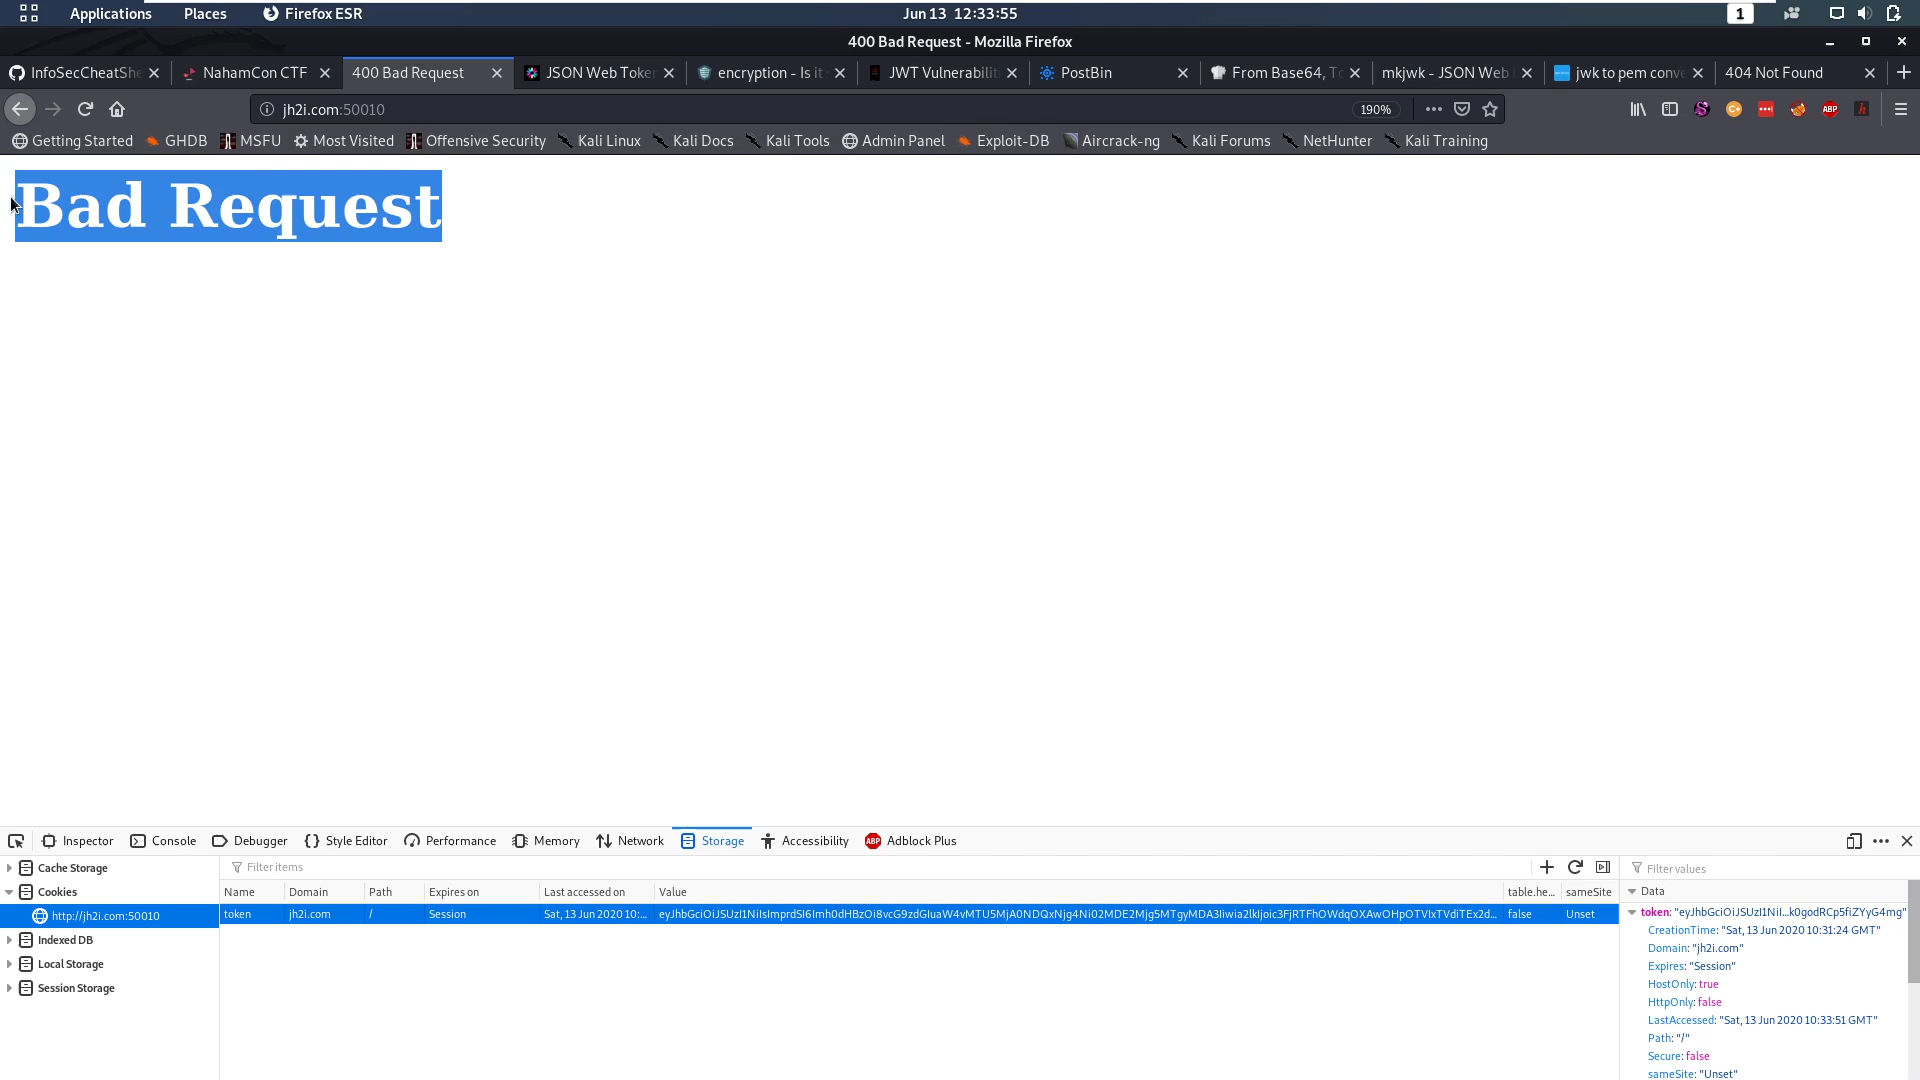 Applications Places Firefox ESR Jun 13 12:33:55 1
400 Bad Request - Mozilla Firefox
InfoSecCheatShe NahamCon CTF 400 Bad Request JSON Web Token encryption - Is it JWT Vulnerabiliti PostBin From Base64, To mkjwk - JSON Web jwk to pem conve 404 Not Found
jh2i.com:50010 190%
Getting Started GHDB MSFU Most Visited Offensive Security Kali Linux Kali Docs Kali Tools Admin Panel Exploit-DB Aircrack-ng Kali Forums NetHunter Kali Training
Bad Request
Inspector Console Debugger Style Editor Performance Memory Network Storage Accessibility Adblock Plus
Cache Storage Filter items Filter values
Cookies Name Domain Path Expires on Last accessed on Value table.he... sameSite Data
http://jh2i.com:50010 token jh2i.com / Session Sat, 13 Jun 2020 10:... false Unset token: "eyJhbGciOiJSUzI1NiI...k0godRCp5fiZYyG4mg"
CreationTime: "Sat, 13 Jun 2020 10:31:24 GMT"
Indexed DB Domain: "jh2i.com"
Local Storage Expires: "Session"
Session Storage HostOnly: true
HttpOnly: false
LastAccessed: "Sat, 13 Jun 2020 10:33:51 GMT"
Path: "/"
Secure: false
sameSite: "Unset"